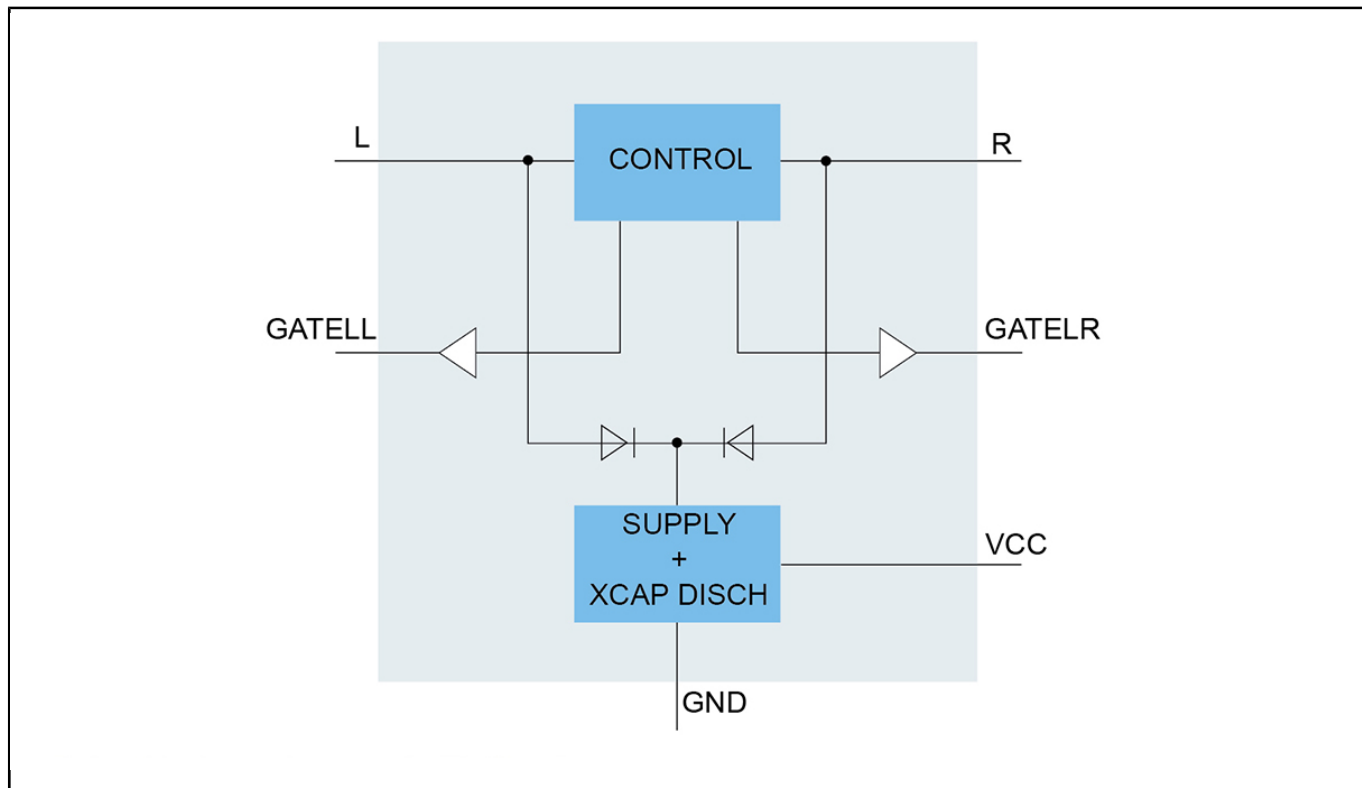 L
CONTROL
R
GATELL
GATELR
SUPPLY
+
XCAP DISCH
VCC
GND